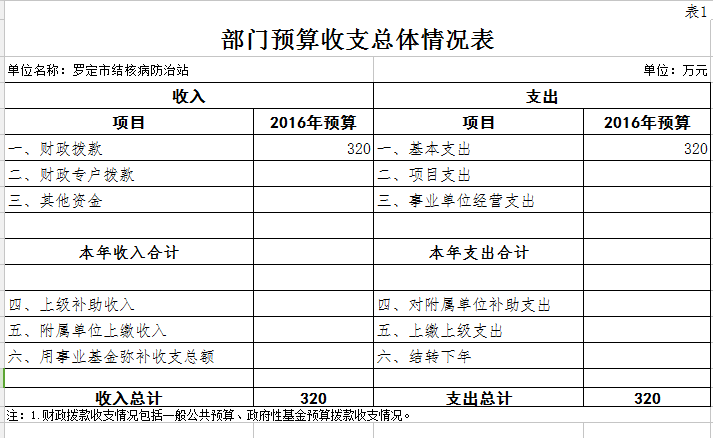 表1
部门预算收支总体情况表
单位名称：罗定市结核病防治站 单位：万元
收入 支出
项目 2016年预算 项目 2016年预算
一、财政拨款 320 一、基本支出 320
二、财政专户拨款 二、项目支出
三、其他资金 三、事业单位经营支出
本年收入合计 本年支出合计
四、上级补助收入 四、对附属单位补助支出
五、附属单位上缴收入 五、上缴上级支出
六、用事业基金弥补收支总额 六、结转下年
收入总计 320 支出总计 320
注：1.财政拨款收支情况包括一般公共预算、政府性基金预算拨款收支情况。